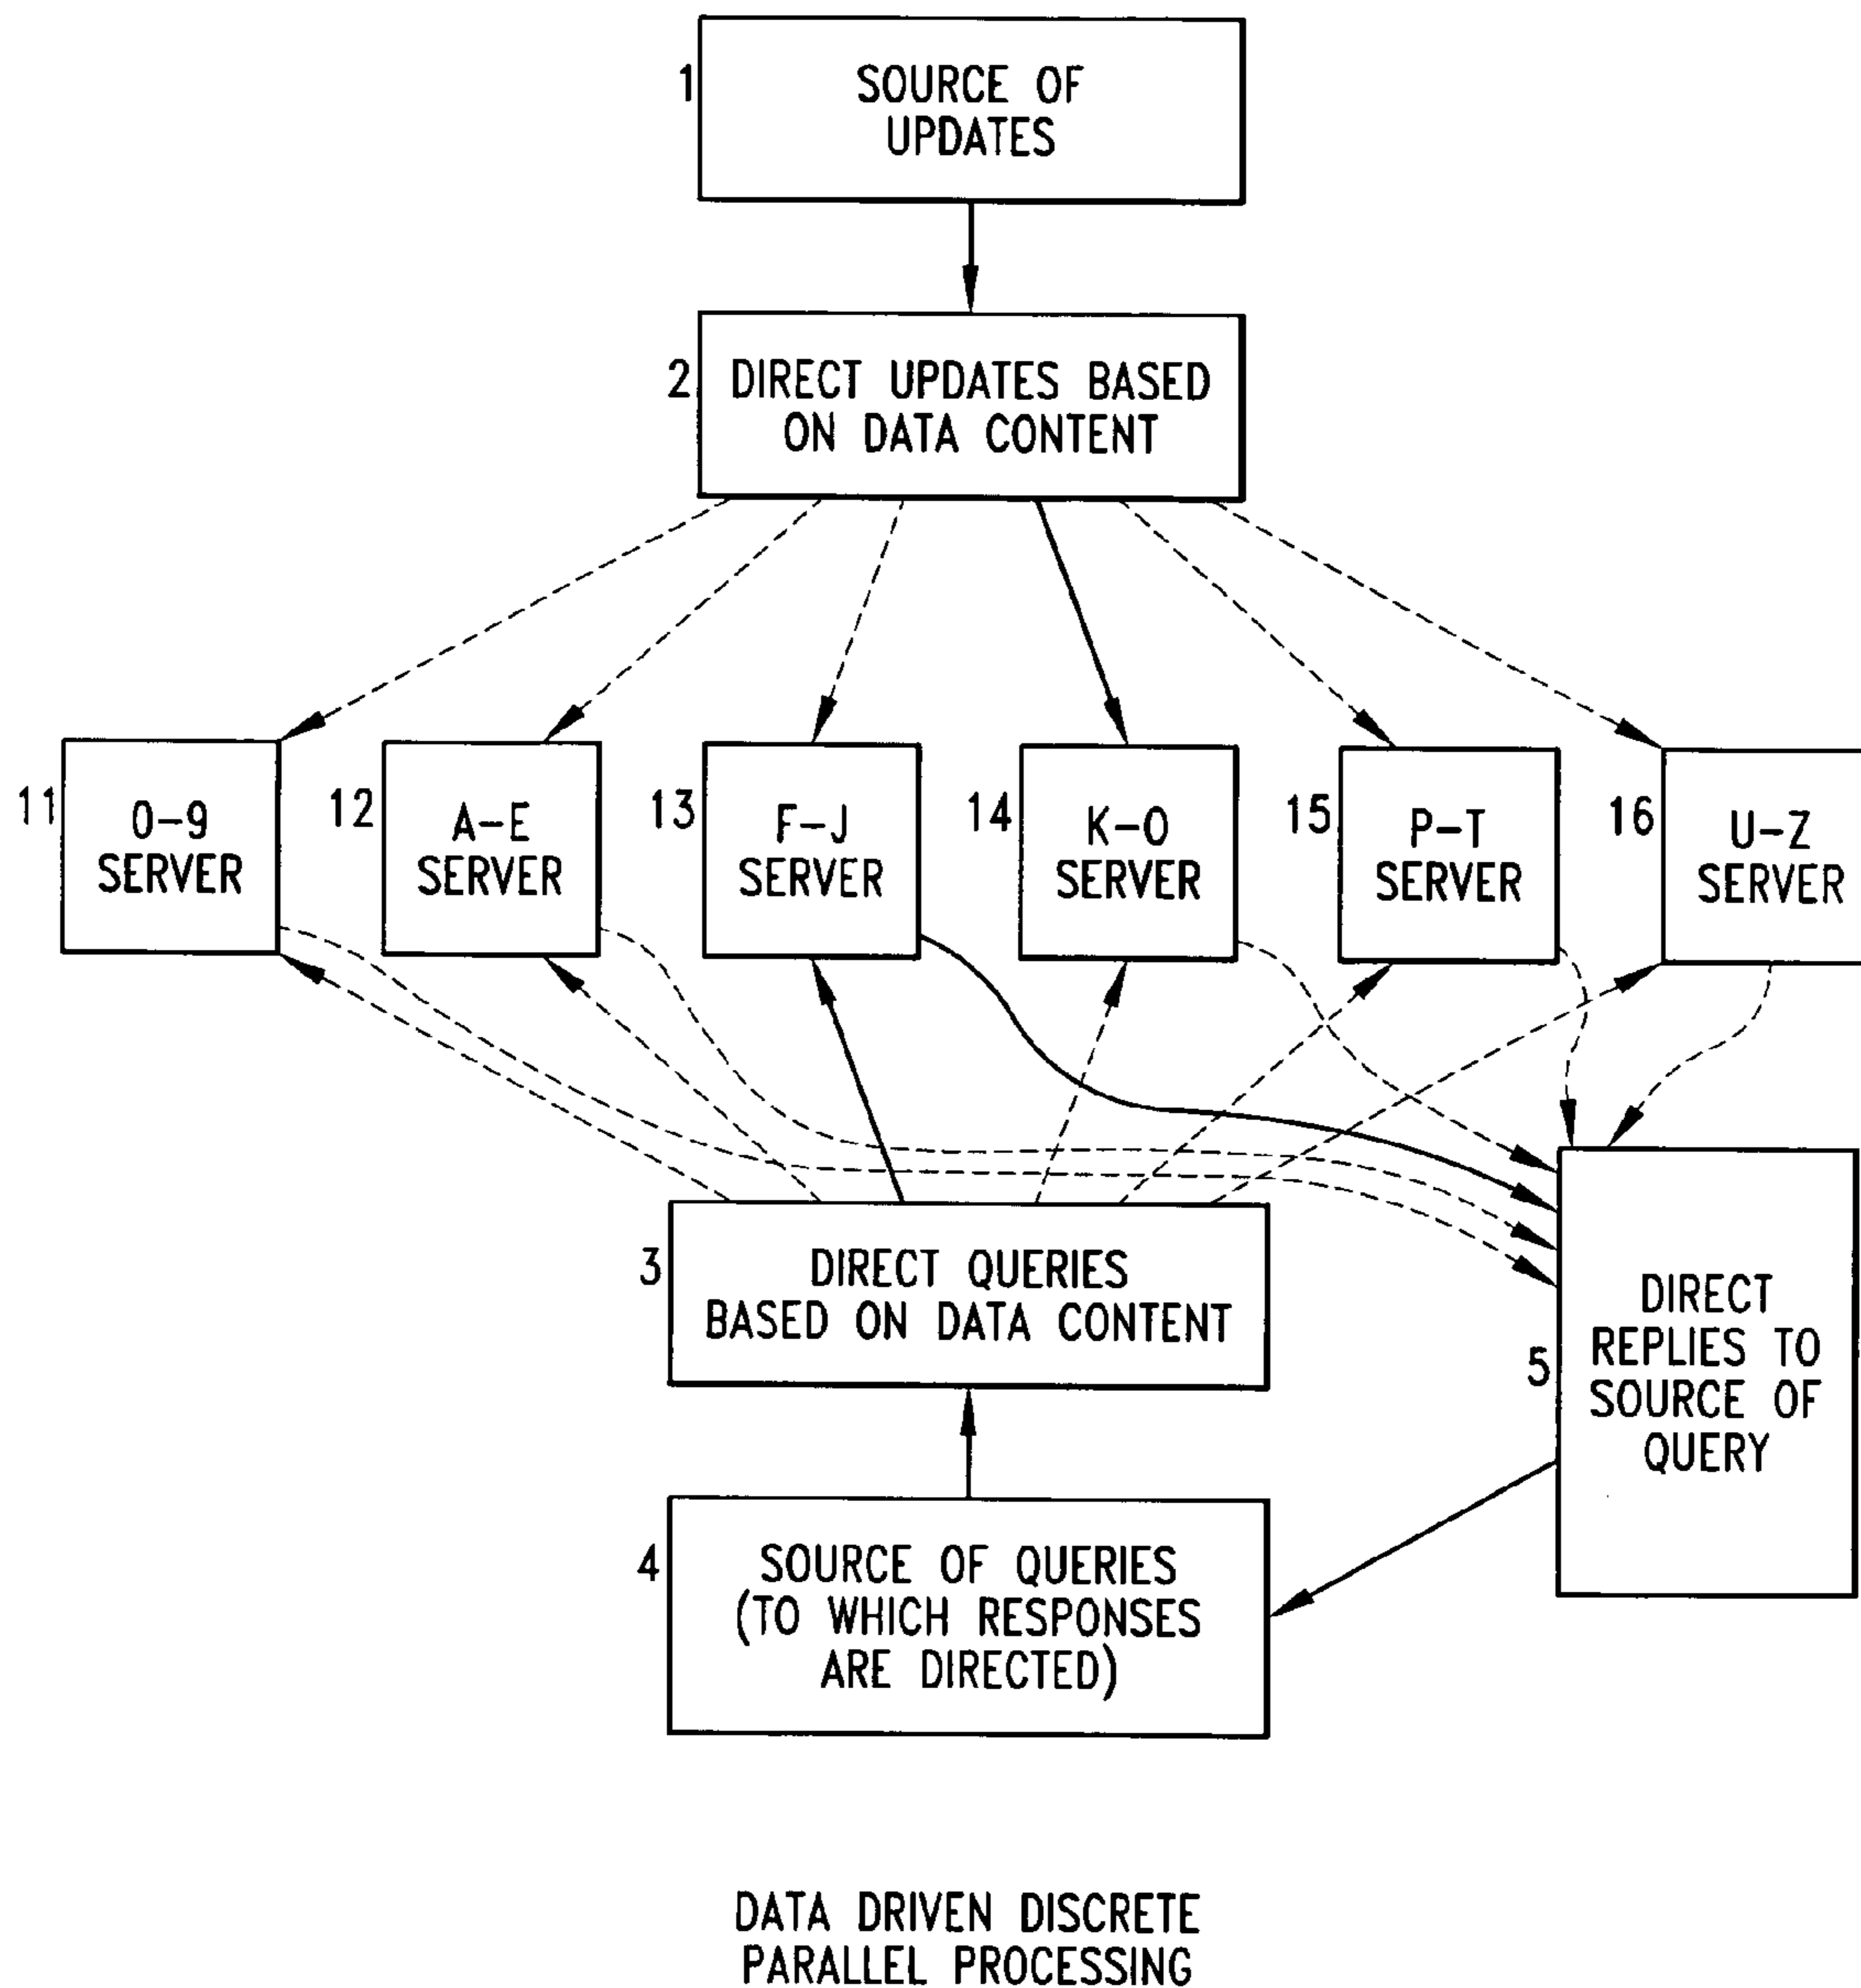 1
SOURCE OF
UPDATES
2
DIRECT UPDATES BASED
ON DATA CONTENT
11
0-9
SERVER
12
A-E
SERVER
13
F-J
SERVER
14
K-O
SERVER
15
P-T
SERVER
16
U-Z
SERVER
3
DIRECT QUERIES
BASED ON DATA CONTENT
5
DIRECT
REPLIES TO
SOURCE OF
QUERY
4
SOURCE OF QUERIES
(TO WHICH RESPONSES
ARE DIRECTED)
DATA DRIVEN DISCRETE
PARALLEL PROCESSING